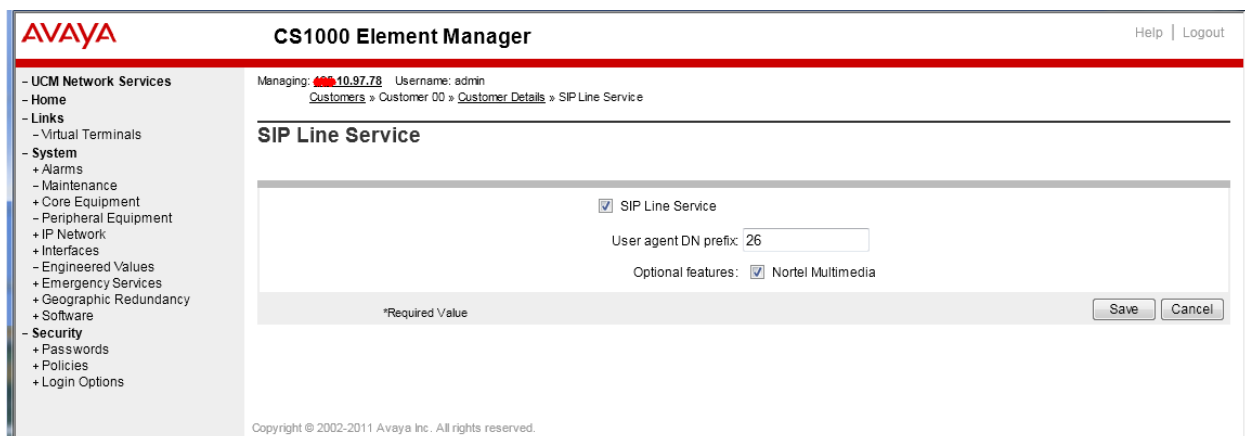 AVAYA
CS1000 Element Manager
Help | Logout
– UCM Network Services
– Home
– Links
– Virtual Terminals
– System
+ Alarms
– Maintenance
+ Core Equipment
– Peripheral Equipment
+ IP Network
+ Interfaces
– Engineered Values
+ Emergency Services
+ Geographic Redundancy
+ Software
– Security
+ Passwords
+ Policies
+ Login Options
Managing: 10.97.78 Username: admin
Customers » Customer 00 » Customer Details » SIP Line Service
SIP Line Service
SIP Line Service
User agent DN prefix: 26
Optional features: Nortel Multimedia
*Required Value
Save Cancel
Copyright © 2002-2011 Avaya Inc. All rights reserved.